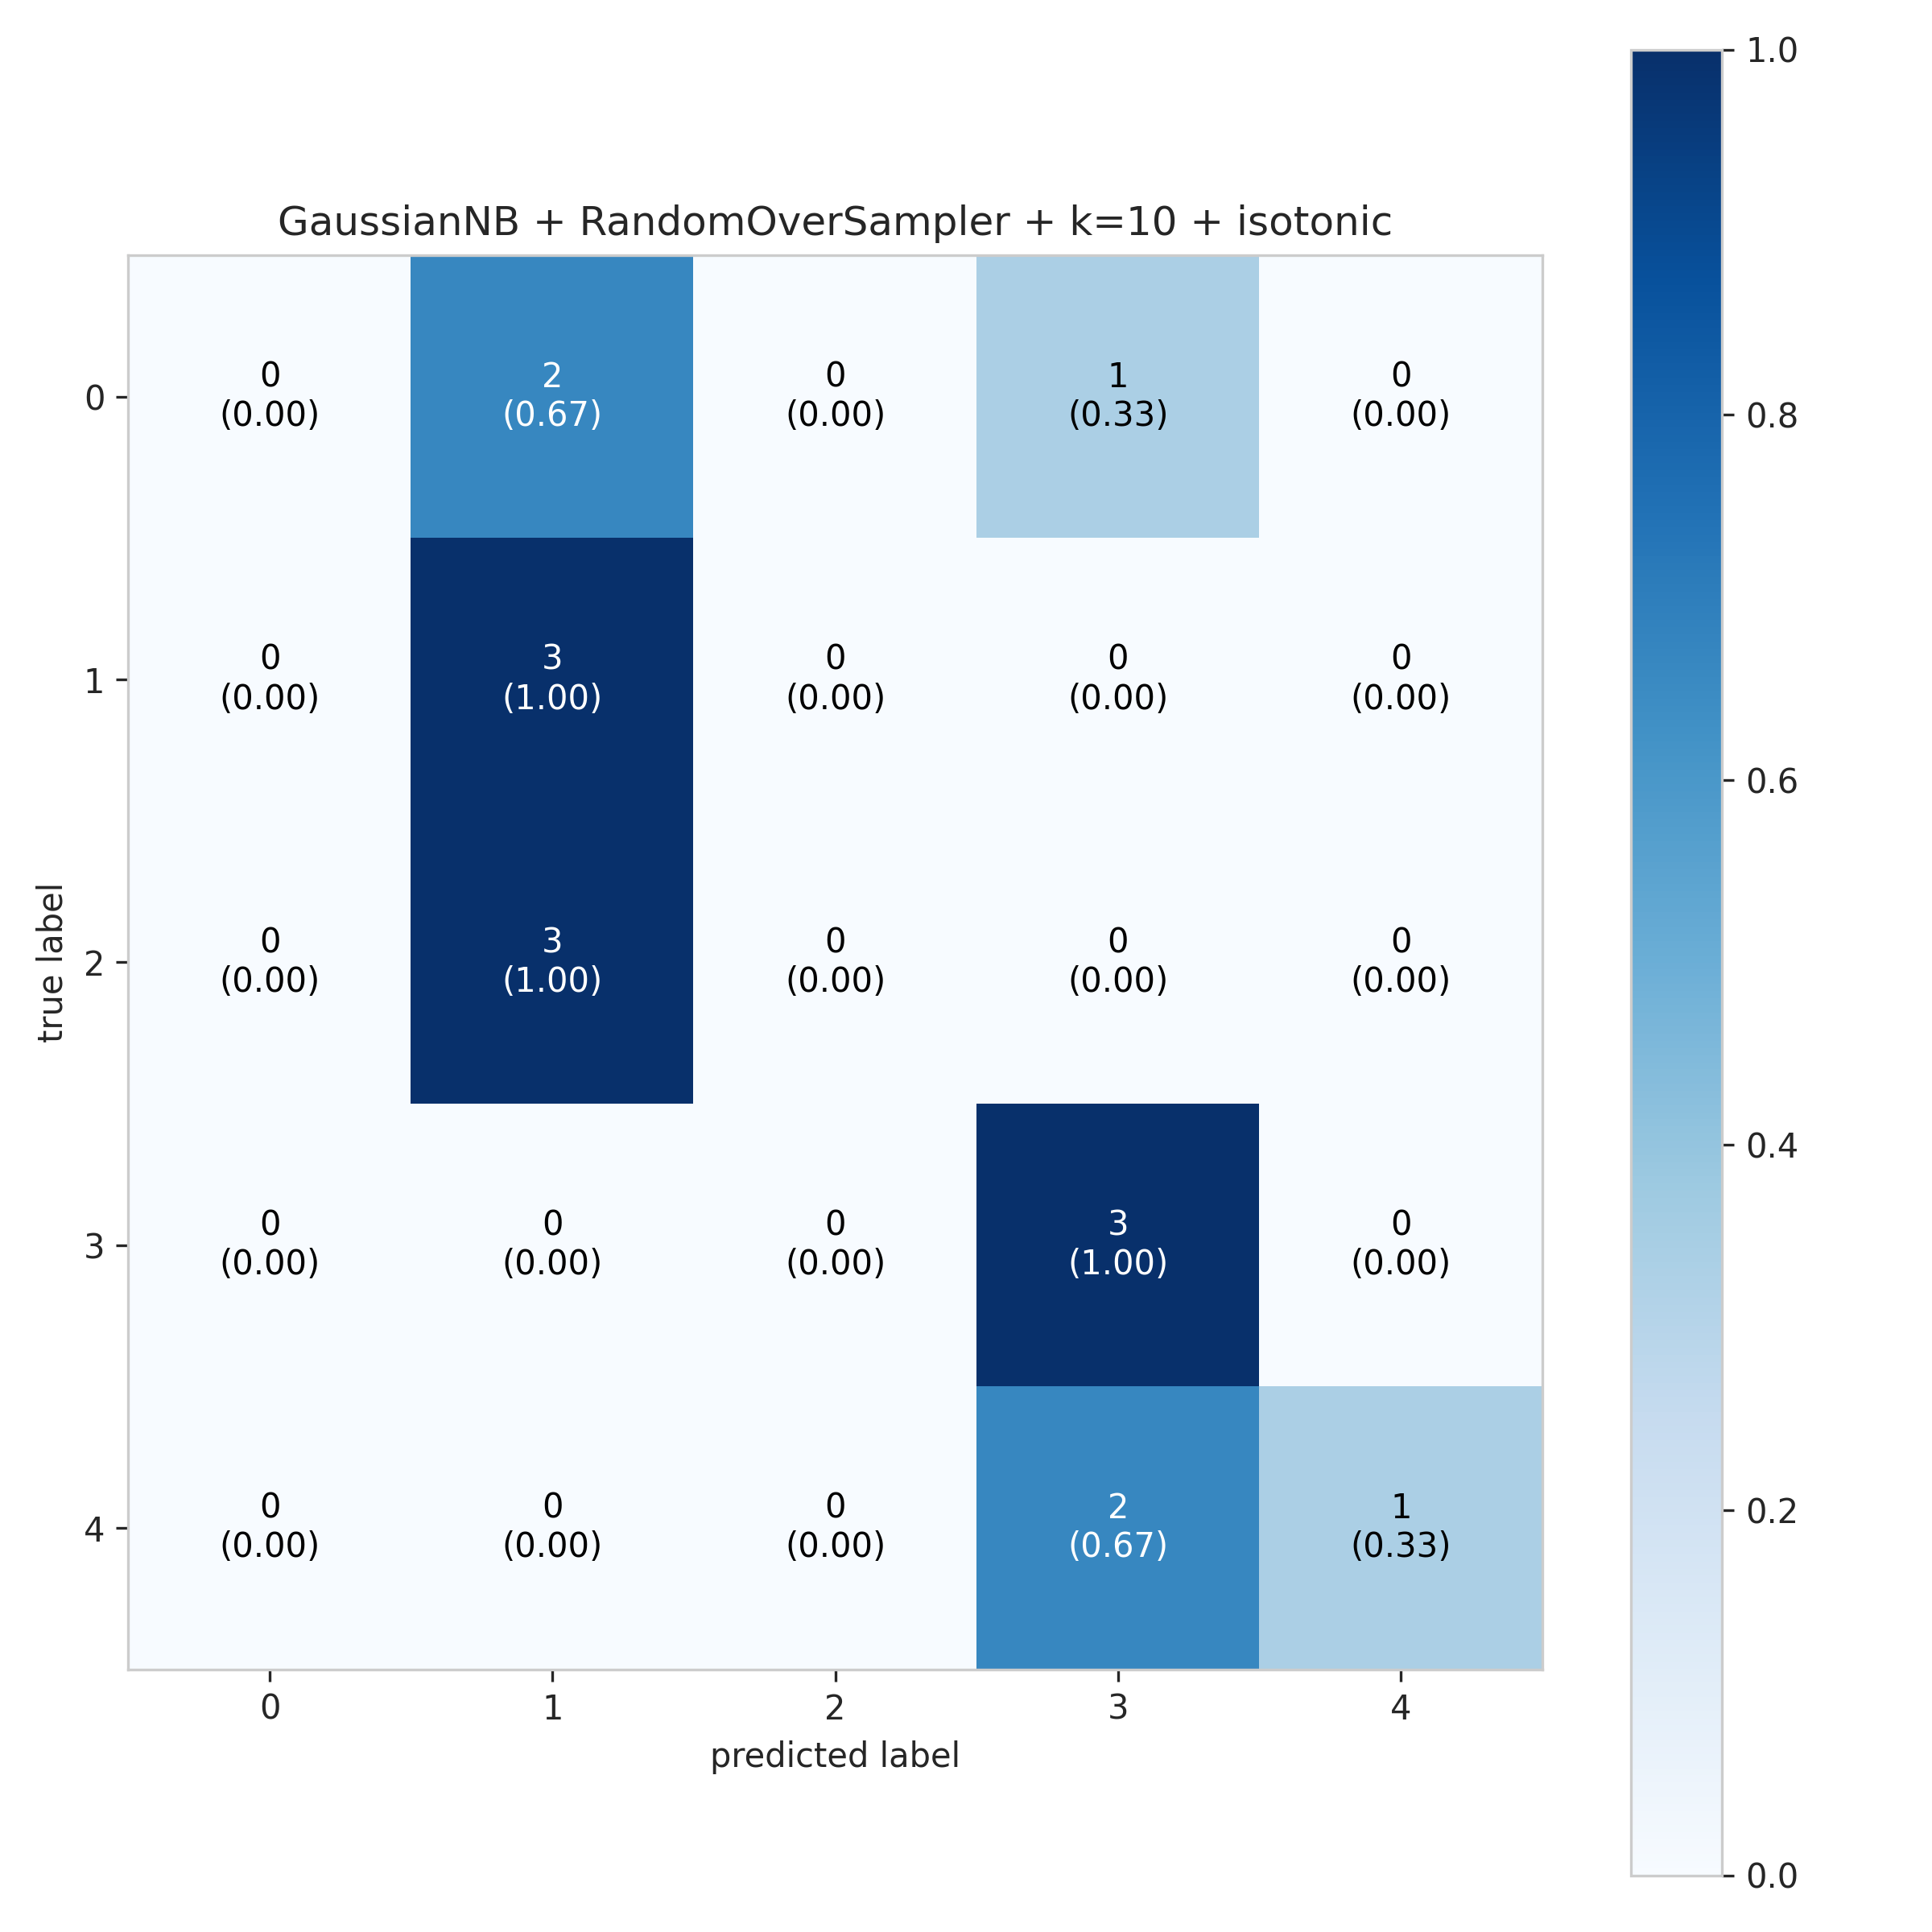 GaussianNB + RandomOverSampler + k=10 + isotonic
0 2 0 1 0
(0.00) (0.67) (0.00) (0.33) (0.00)
0 3 0 0 0
(0.00) (1.00) (0.00) (0.00) (0.00)
0 3 0 0 0
(0.00) (1.00) (0.00) (0.00) (0.00)
0 0 0 3 0
(0.00) (0.00) (0.00) (1.00) (0.00)
0 0 0 2 1
(0.00) (0.00) (0.00) (0.67) (0.33)
0
1
2
3
4
true label
0 1 2 3 4
predicted label
1.0
0.8
0.6
0.4
0.2
0.0